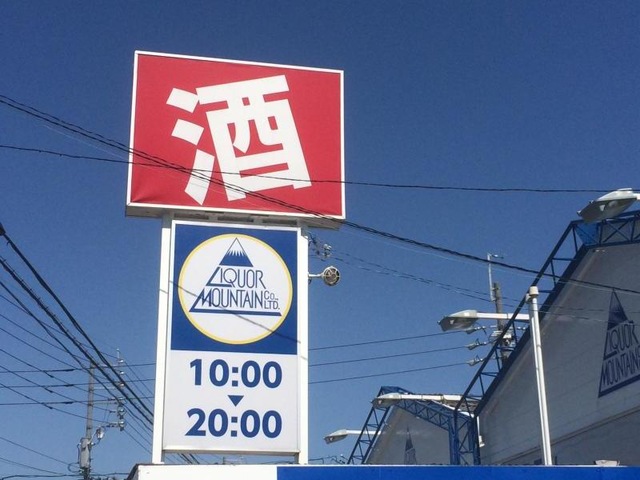 酒
LIQUOR
MOUNTAIN CO., LTD.
10:00
▼
20:00
LIQUOR
MOUNTAIN